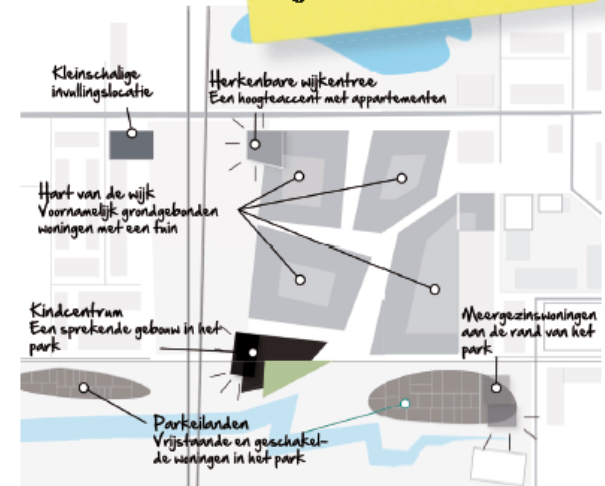 Kleinschalige
invullingslocatie
Herkenbare wijkentree
Een hoogteaccent met appartementen
Hart van de wijk
Voornamelijk grondgebonden
woningen met een tuin
Kindcentrum
Een sprekende gebouw in het
park
Meergezinswoningen
aan de rand van het
park
Parkeilanden
Vrijstaande en geschakel-
de woningen in het park